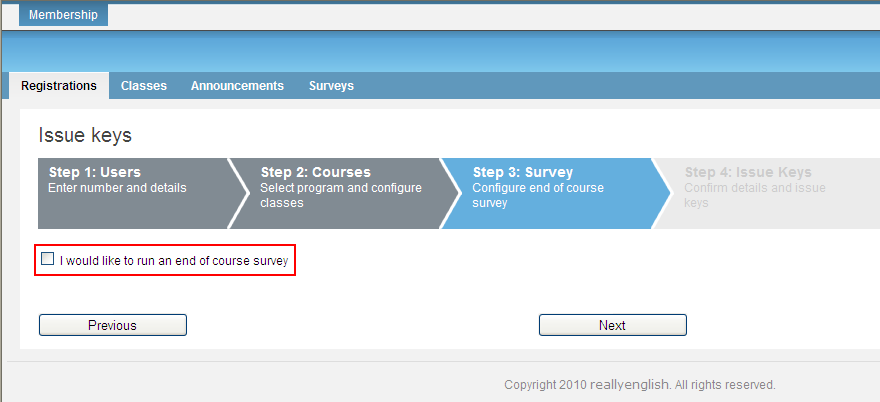 Membership
Registrations Classes Announcements Surveys
Issue keys
Step 1: Users
Enter number and details
Step 2: Courses
Select program and configure
classes
Step 3: Survey
Configure end of course
survey
Step 4: Issue Keys
Confirm details and issue
keys
I would like to run an end of course survey
Previous Next
Copyright 2010 reallyenglish. All rights reserved.